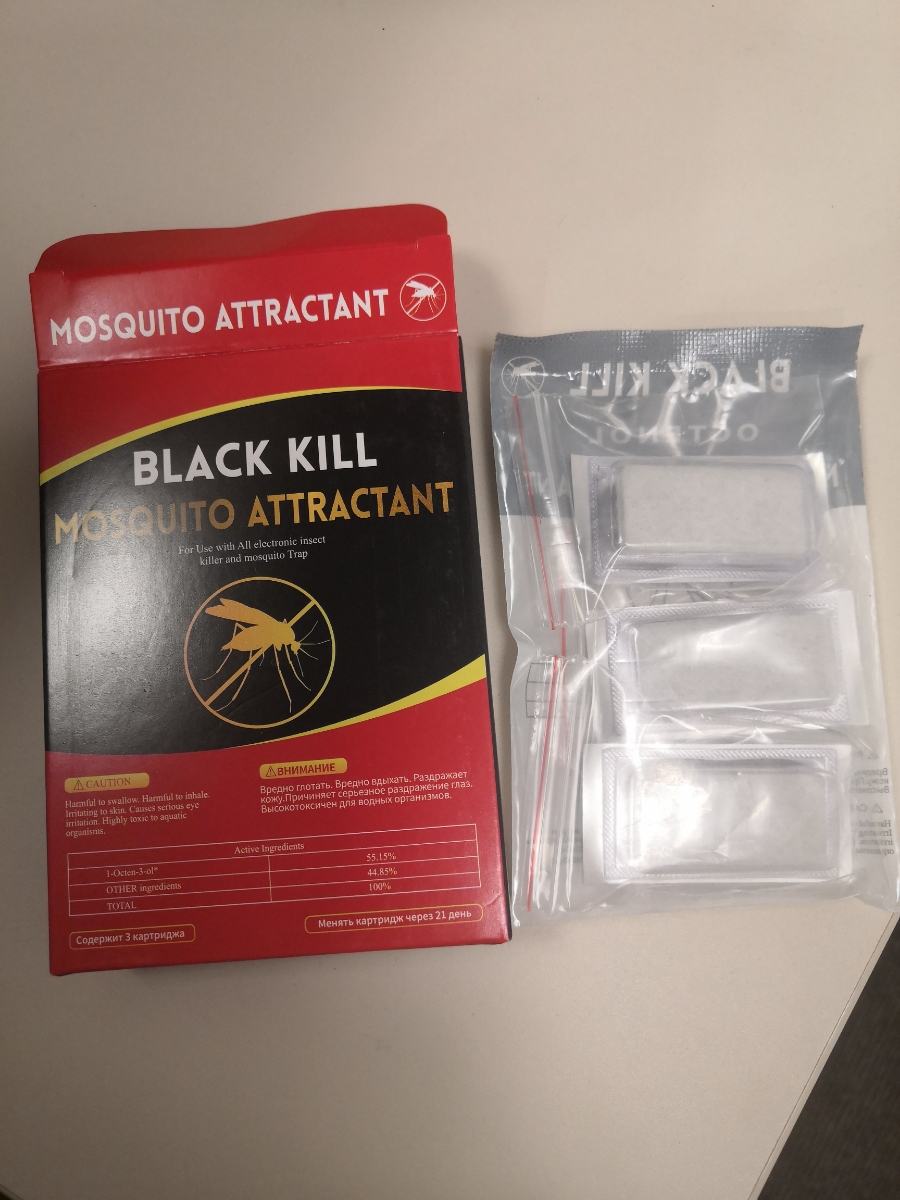 MOSQUITO ATTRACTANT
BLACK KILL
MOSQUITO ATTRACTANT
For Use with All electronic insect
killer and mosquito Trap
CAUTION
Harmful to swallow. Harmful to inhale.
Irritating to skin. Causes serious eye
irritation. Highly toxic to aquatic
organisms.
ВНИМАНИЕ
Вредно глотать. Вредно вдыхать. Раздражает
кожу.Причиняет серьезное раздражение глаз.
Высокотоксичен для водных организмов.
Active Ingredients
1-Octen-3-ol* 55.15%
OTHER ingredients 44.85%
TOTAL 100%
Содержит 3 картриджа
Менять картридж через 21 день
BLACK KILL